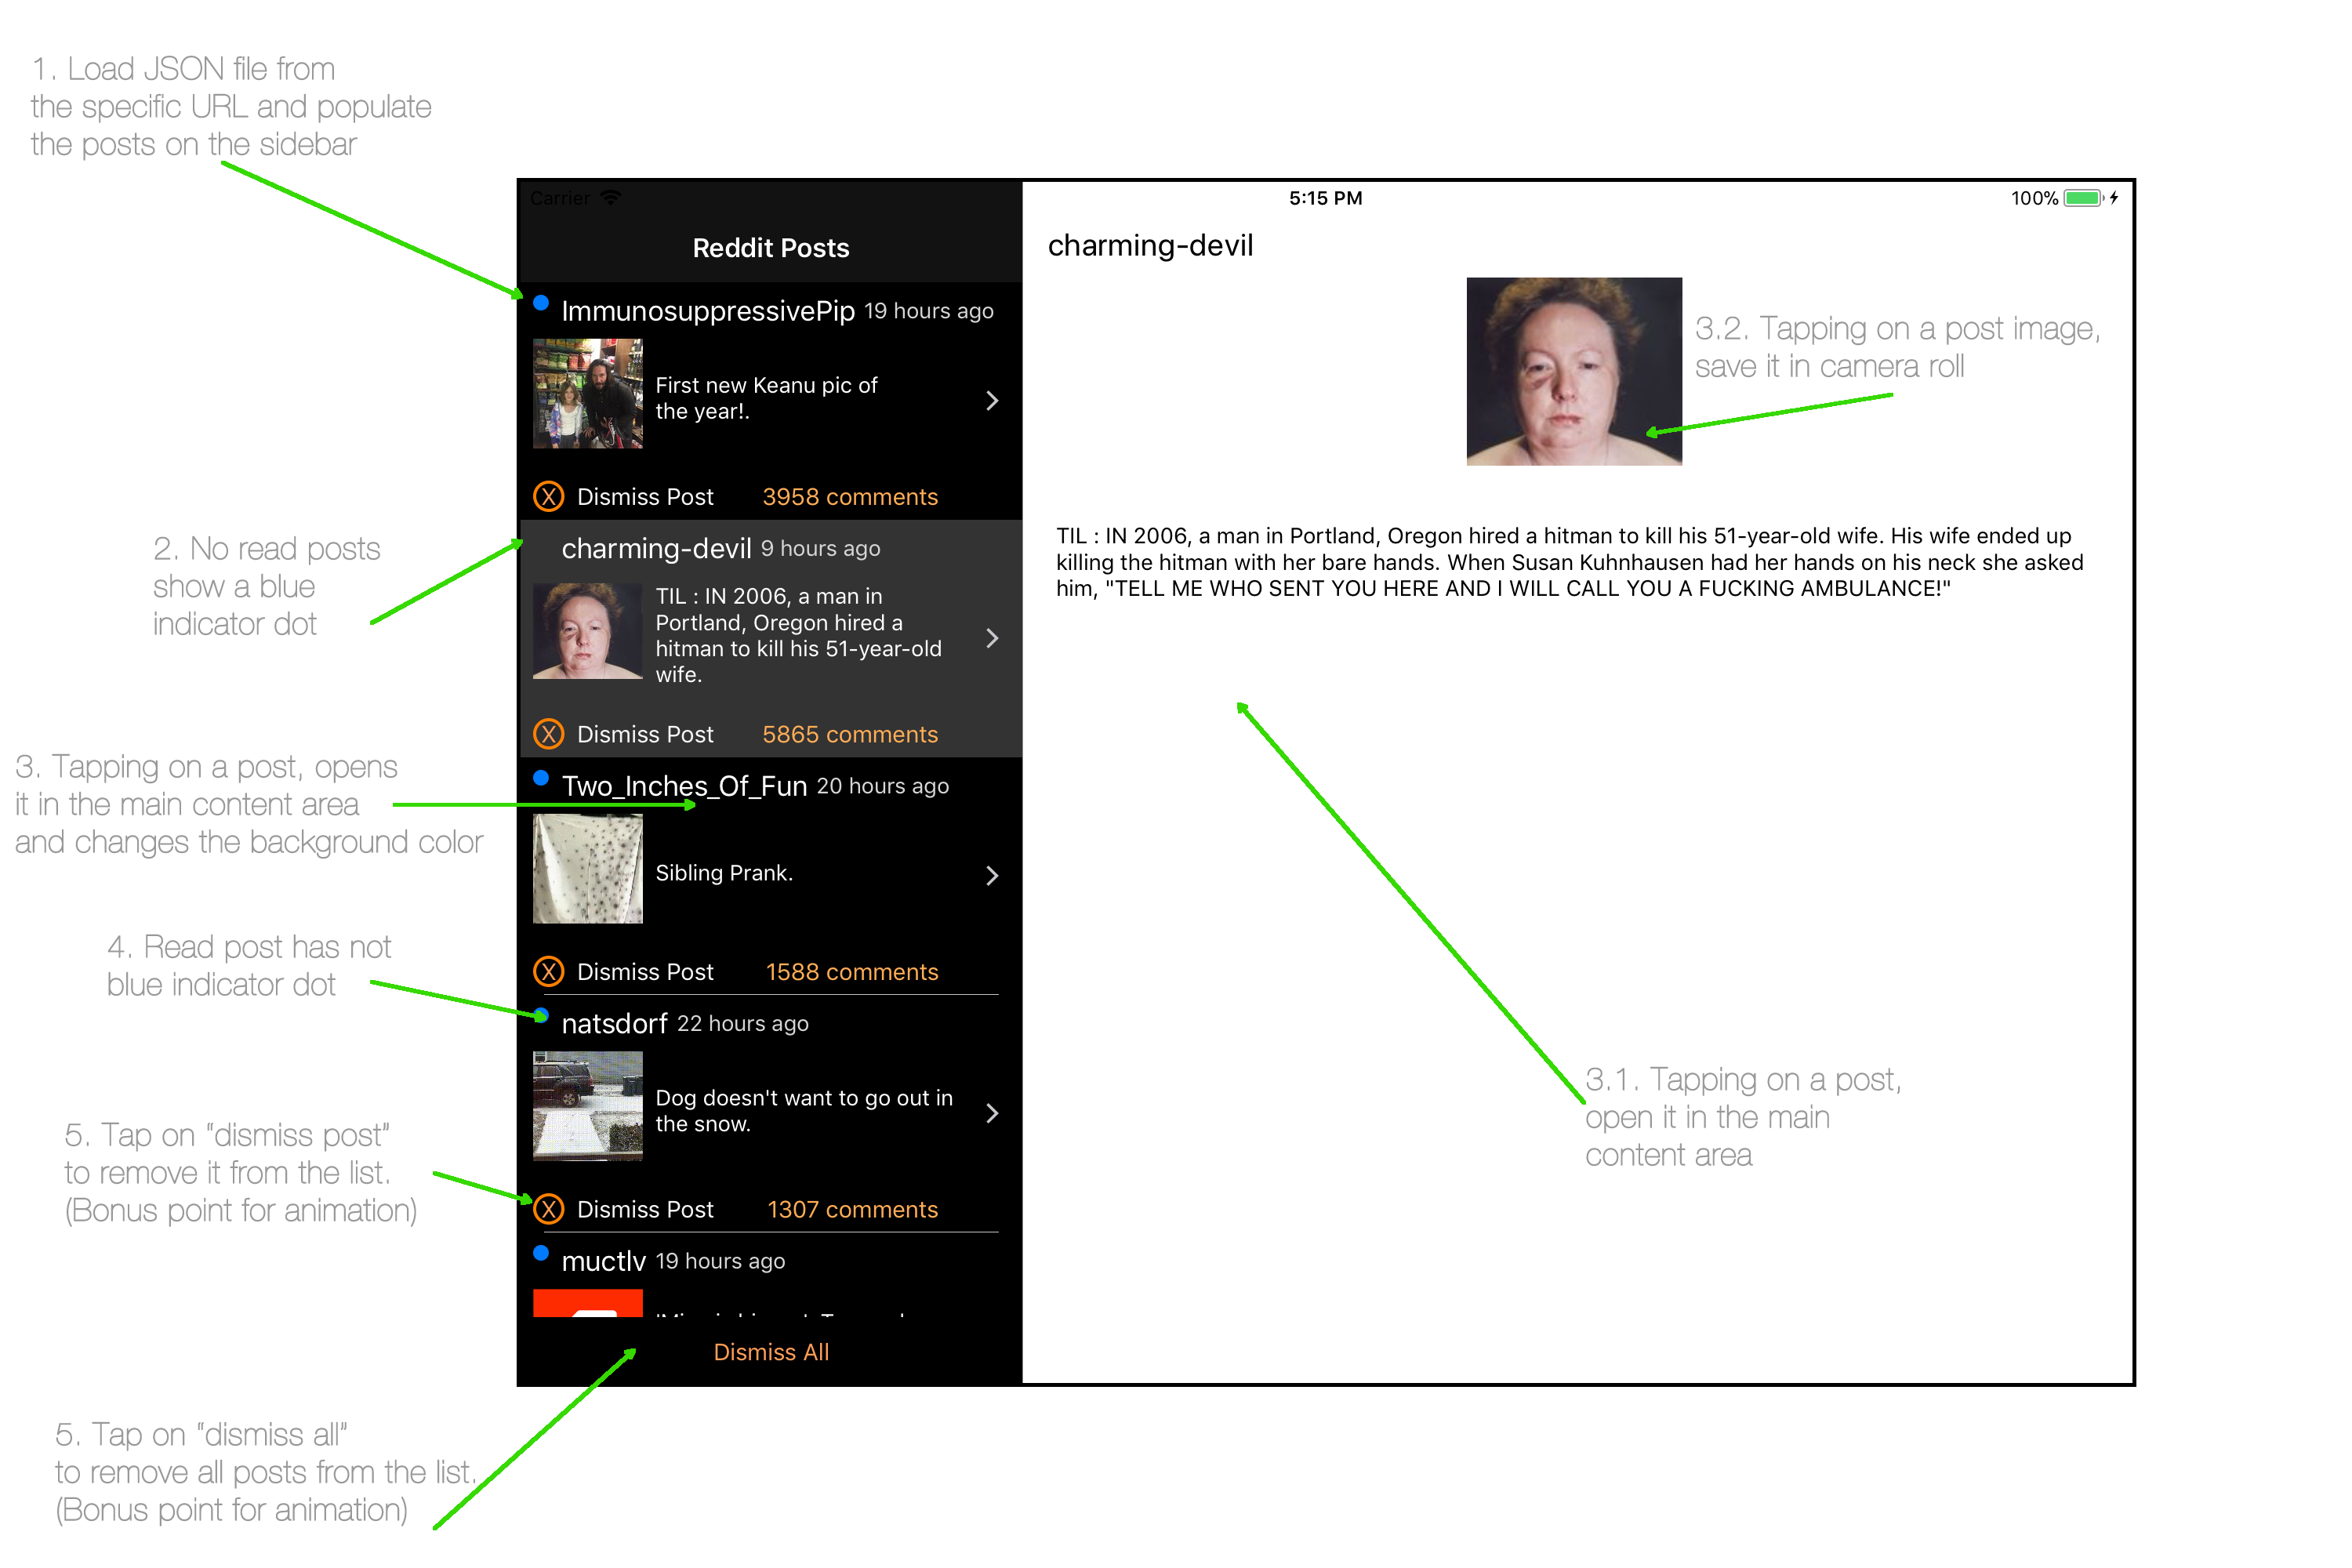 1. Load JSON file from
the specific URL and populate
the posts on the sidebar
Carrier
5:15 PM
100%
Reddit Posts
charming-devil
ImmunosuppressivePip 19 hours ago
First new Keanu pic of
the year!.
3.2. Tapping on a post image,
save it in camera roll
X Dismiss Post 3958 comments
2. No read posts
show a blue
indicator dot
charming-devil 9 hours ago
TIL : IN 2006, a man in
Portland, Oregon hired a
hitman to kill his 51-year-old
wife.
X Dismiss Post 5865 comments
TIL : IN 2006, a man in Portland, Oregon hired a hitman to kill his 51-year-old wife. His wife ended up
killing the hitman with her bare hands. When Susan Kuhnhausen had her hands on his neck she asked
him, "TELL ME WHO SENT YOU HERE AND I WILL CALL YOU A FUCKING AMBULANCE!"
3. Tapping on a post, opens
it in the main content area
and changes the background color
Two_Inches_Of_Fun 20 hours ago
Sibling Prank.
X Dismiss Post 1588 comments
4. Read post has not
blue indicator dot
natsdorf 22 hours ago
Dog doesn't want to go out in
the snow.
3.1. Tapping on a post,
open it in the main
content area
5. Tap on “dismiss post”
to remove it from the list.
(Bonus point for animation)
X Dismiss Post 1307 comments
muctlv 19 hours ago
Dismiss All
5. Tap on “dismiss all”
to remove all posts from the list.
(Bonus point for animation)